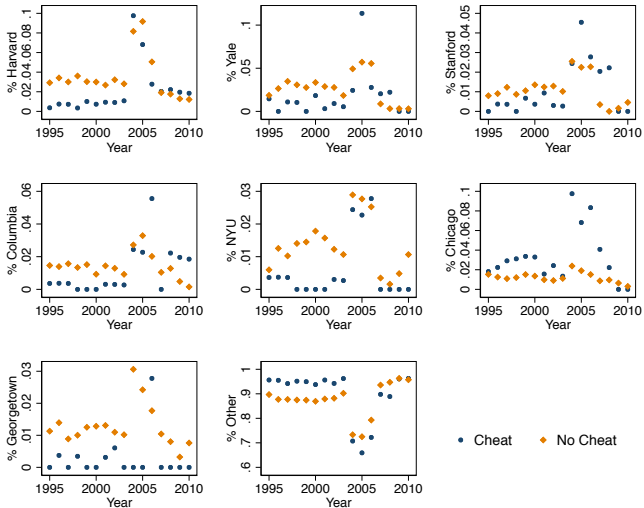 % Harvard
0 .02 .04 .06 .08 .1
1995 2000 2005 2010
Year
% Yale
0 .05 .1
1995 2000 2005 2010
Year
% Stanford
0 .01 .02 .03 .04 .05
1995 2000 2005 2010
Year
% Columbia
0 .02 .04 .06
1995 2000 2005 2010
Year
% NYU
0 .01 .02 .03
1995 2000 2005 2010
Year
% Chicago
0 .02 .04 .06 .08 .1
1995 2000 2005 2010
Year
% Georgetown
0 .01 .02 .03
1995 2000 2005 2010
Year
% Other
.6 .7 .8 .9 1
1995 2000 2005 2010
Year
Cheat
No Cheat